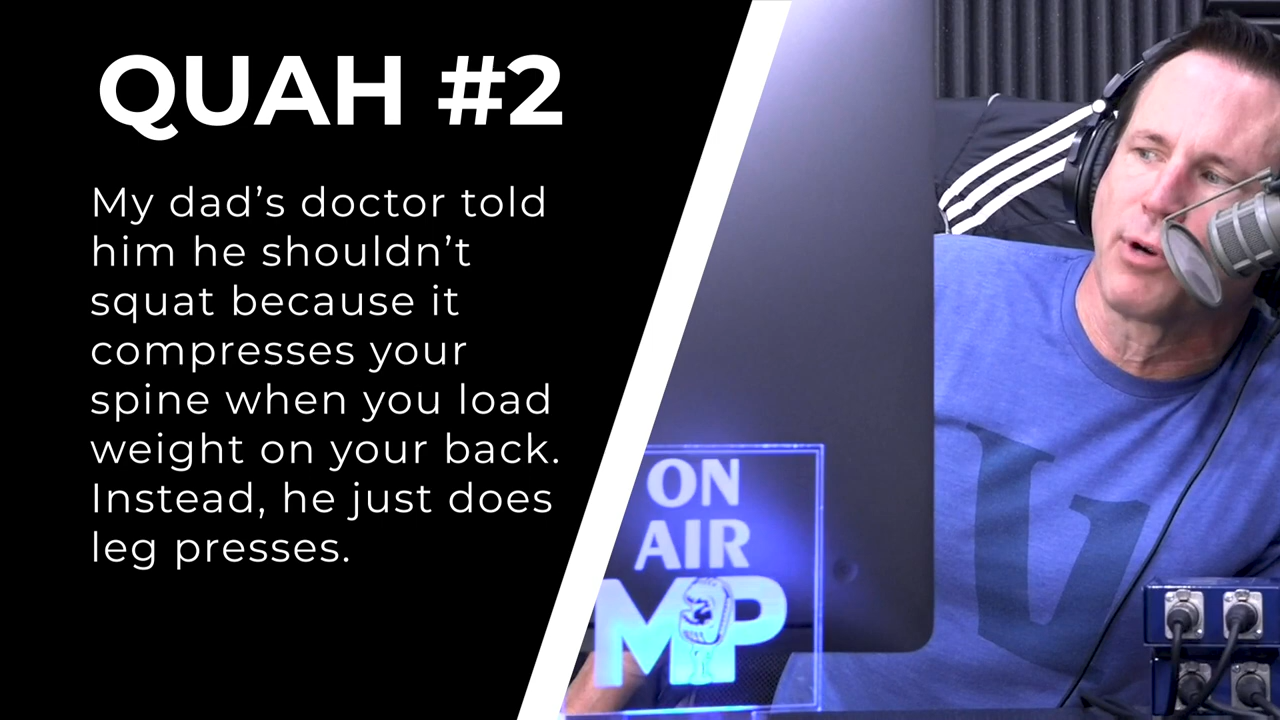 QUAH #2
My dad’s doctor told
him he shouldn’t
squat because it
compresses your
spine when you load
weight on your back.
Instead, he just does
leg presses.
ON
AIR
MP